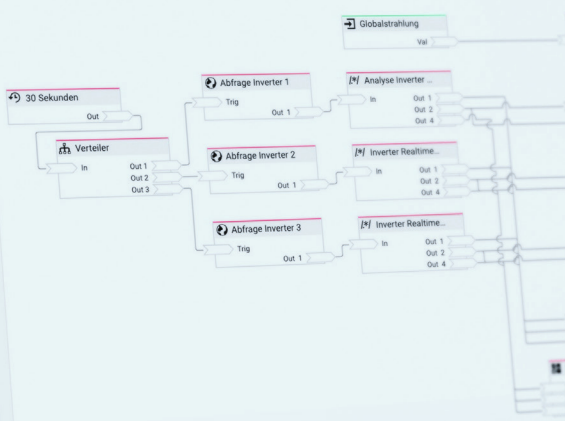 Globalstrahlung
Val
30 Sekunden
Out
Verteiler
In
Out 1
Out 2
Out 3
Abfrage Inverter 1
Trig
Out 1
Analyse Inverter ...
In
Out 1
Out 2
Out 4
Abfrage Inverter 2
Trig
Out 1
Inverter Realtime...
In
Out 1
Out 2
Out 4
Abfrage Inverter 3
Trig
Out 1
Inverter Realtime...
In
Out 1
Out 2
Out 4